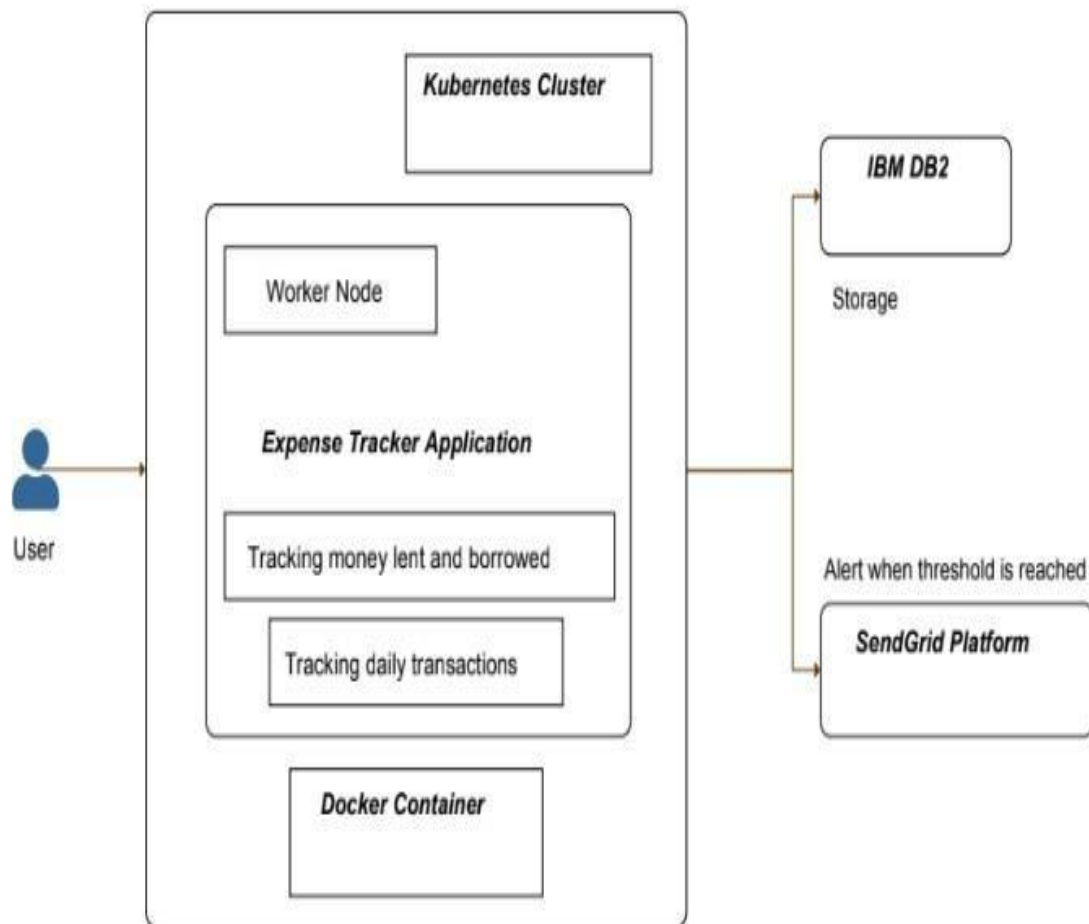 Kubernetes Cluster
IBM DB2
Worker Node
Storage
Expense Tracker Application
User
Tracking money lent and borrowed
Alert when threshold is reached
SendGrid Platform
Tracking daily transactions
Docker Container